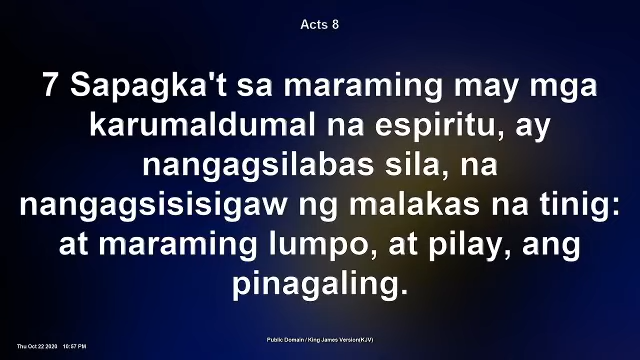 Acts 8
7 Sapagka't sa maraming may mga
karumaldumal na espiritu, ay
nangagsilabas sila, na
nangagsisisigaw ng malakas na tinig:
at maraming lumpo, at pilay, ang
pinagaling.
Public Domain / King James Version(KJV)
Thu Oct 22 2020 10:57 PM